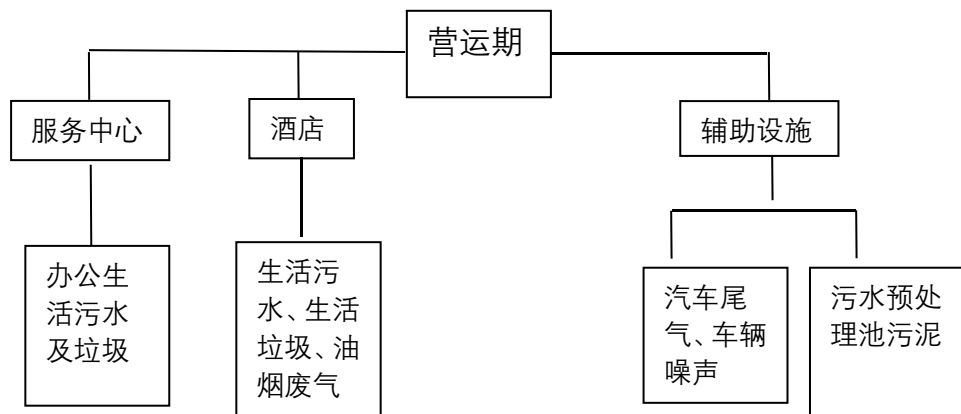 营运期
服务中心
酒店
辅助设施
办公生
活污水
及垃圾
生活污
水、生活
垃圾、油
烟废气
汽车尾
气、车辆
噪声
污水预处
理池污泥